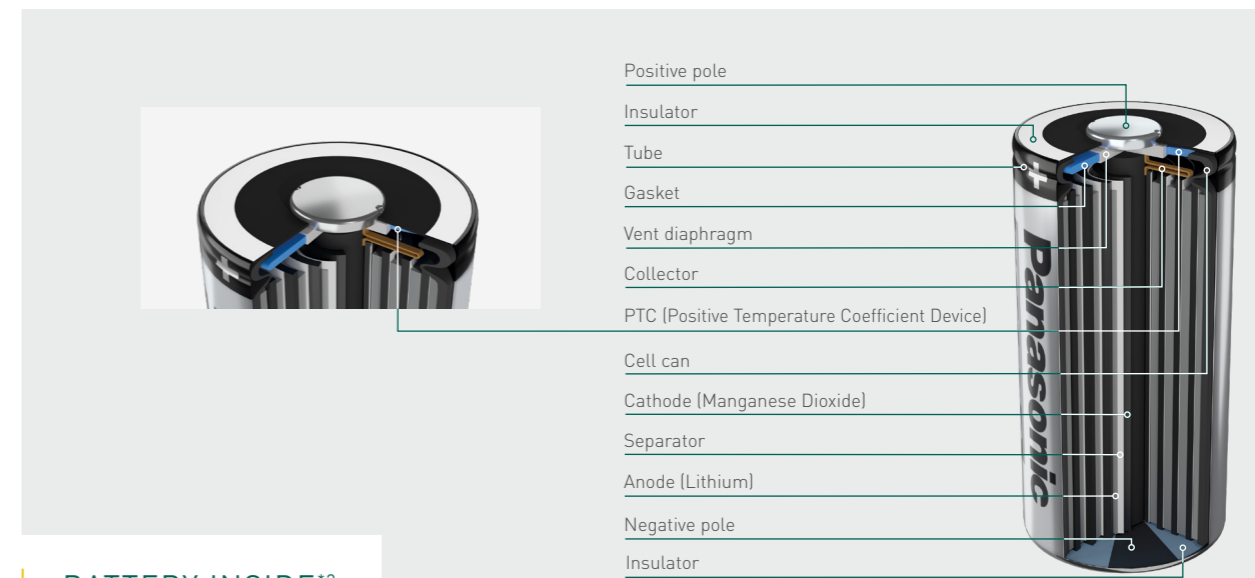 Positive pole
Insulator
Tube
Gasket
Vent diaphragm
Collector
PTC (Positive Temperature Coefficient Device)
Cell can
Cathode (Manganese Dioxide)
Separator
Anode (Lithium)
Negative pole
Insulator
+
Panasonic
+